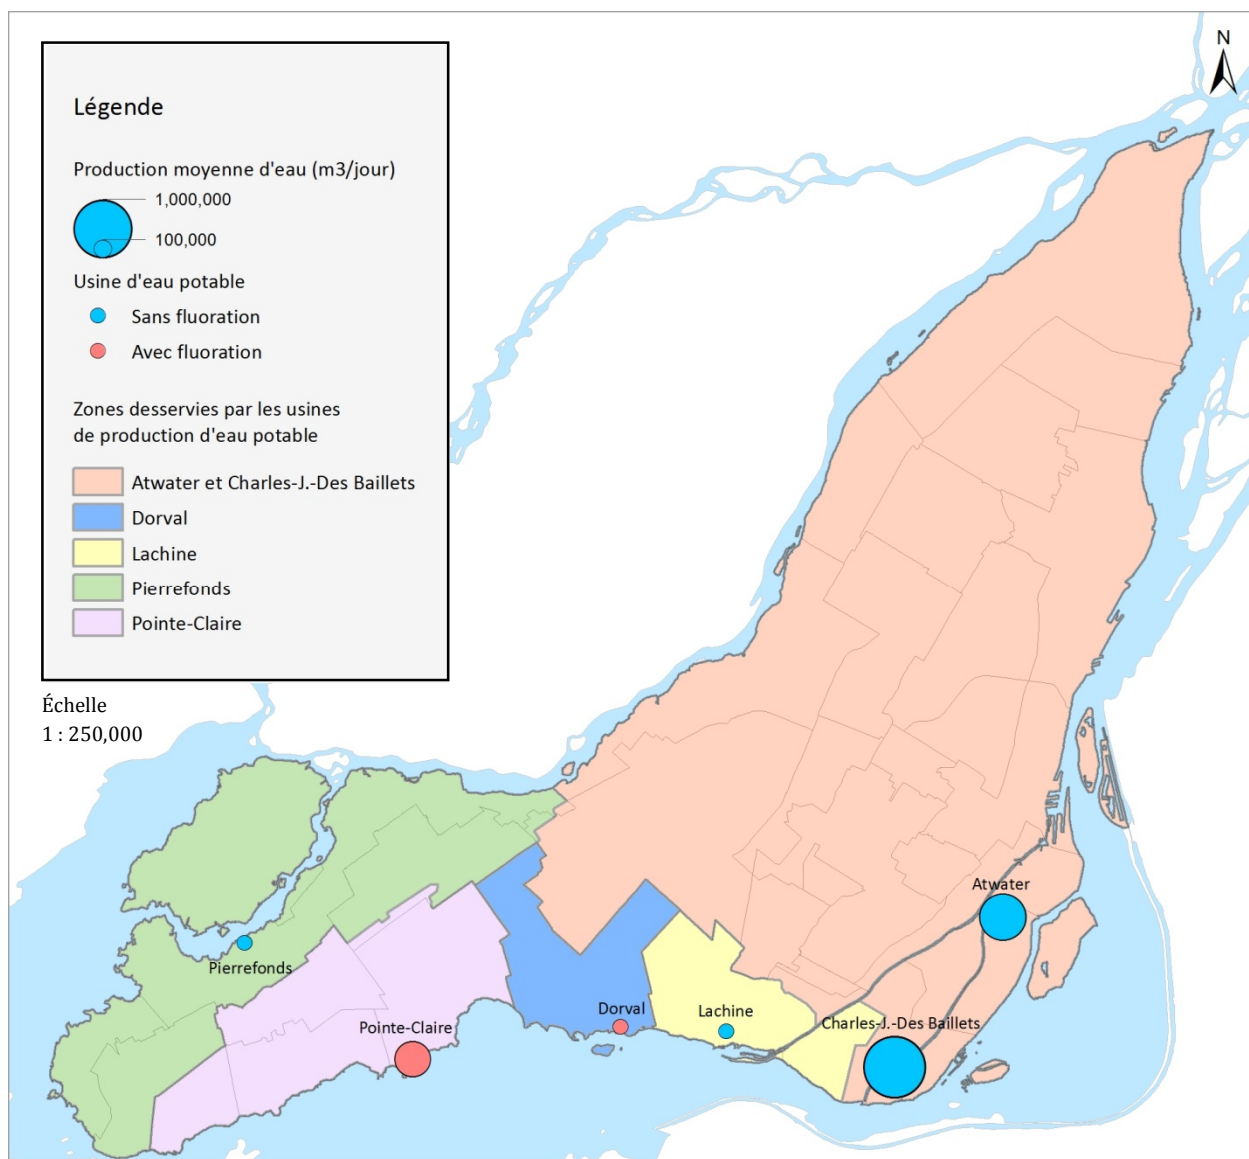 N
Légende
Production moyenne d'eau (m3/jour)
1,000,000
100,000
Usine d'eau potable
Sans fluoration
Avec fluoration
Zones desservies par les usines
de production d'eau potable
Atwater et Charles-J.-Des Baillets
Dorval
Lachine
Pierrefonds
Pointe-Claire
Échelle
1 : 250,000
Atwater
Pierrefonds
Dorval
Lachine
Pointe-Claire
Charles-J.-Des Baillets